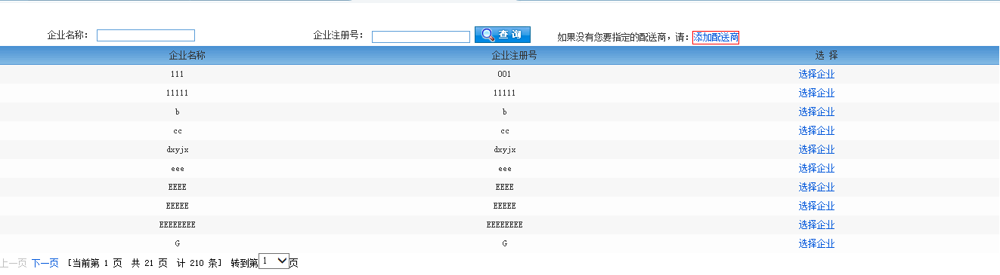 企业名称： 企业注册号： 查 询 如果没有您要指定的配送商，请：添加配送商
企业名称 企业注册号 选 择
111 001 选择企业
11111 11111 选择企业
b b 选择企业
cc cc 选择企业
dxyjx dxyjx 选择企业
eee eee 选择企业
EEEE EEEE 选择企业
EEEEE EEEEE 选择企业
EEEEEEEE EEEEEEEE 选择企业
G G 选择企业
上一页 下一页 [当前第 1 页 共 21 页 计 210 条] 转到第 1 页